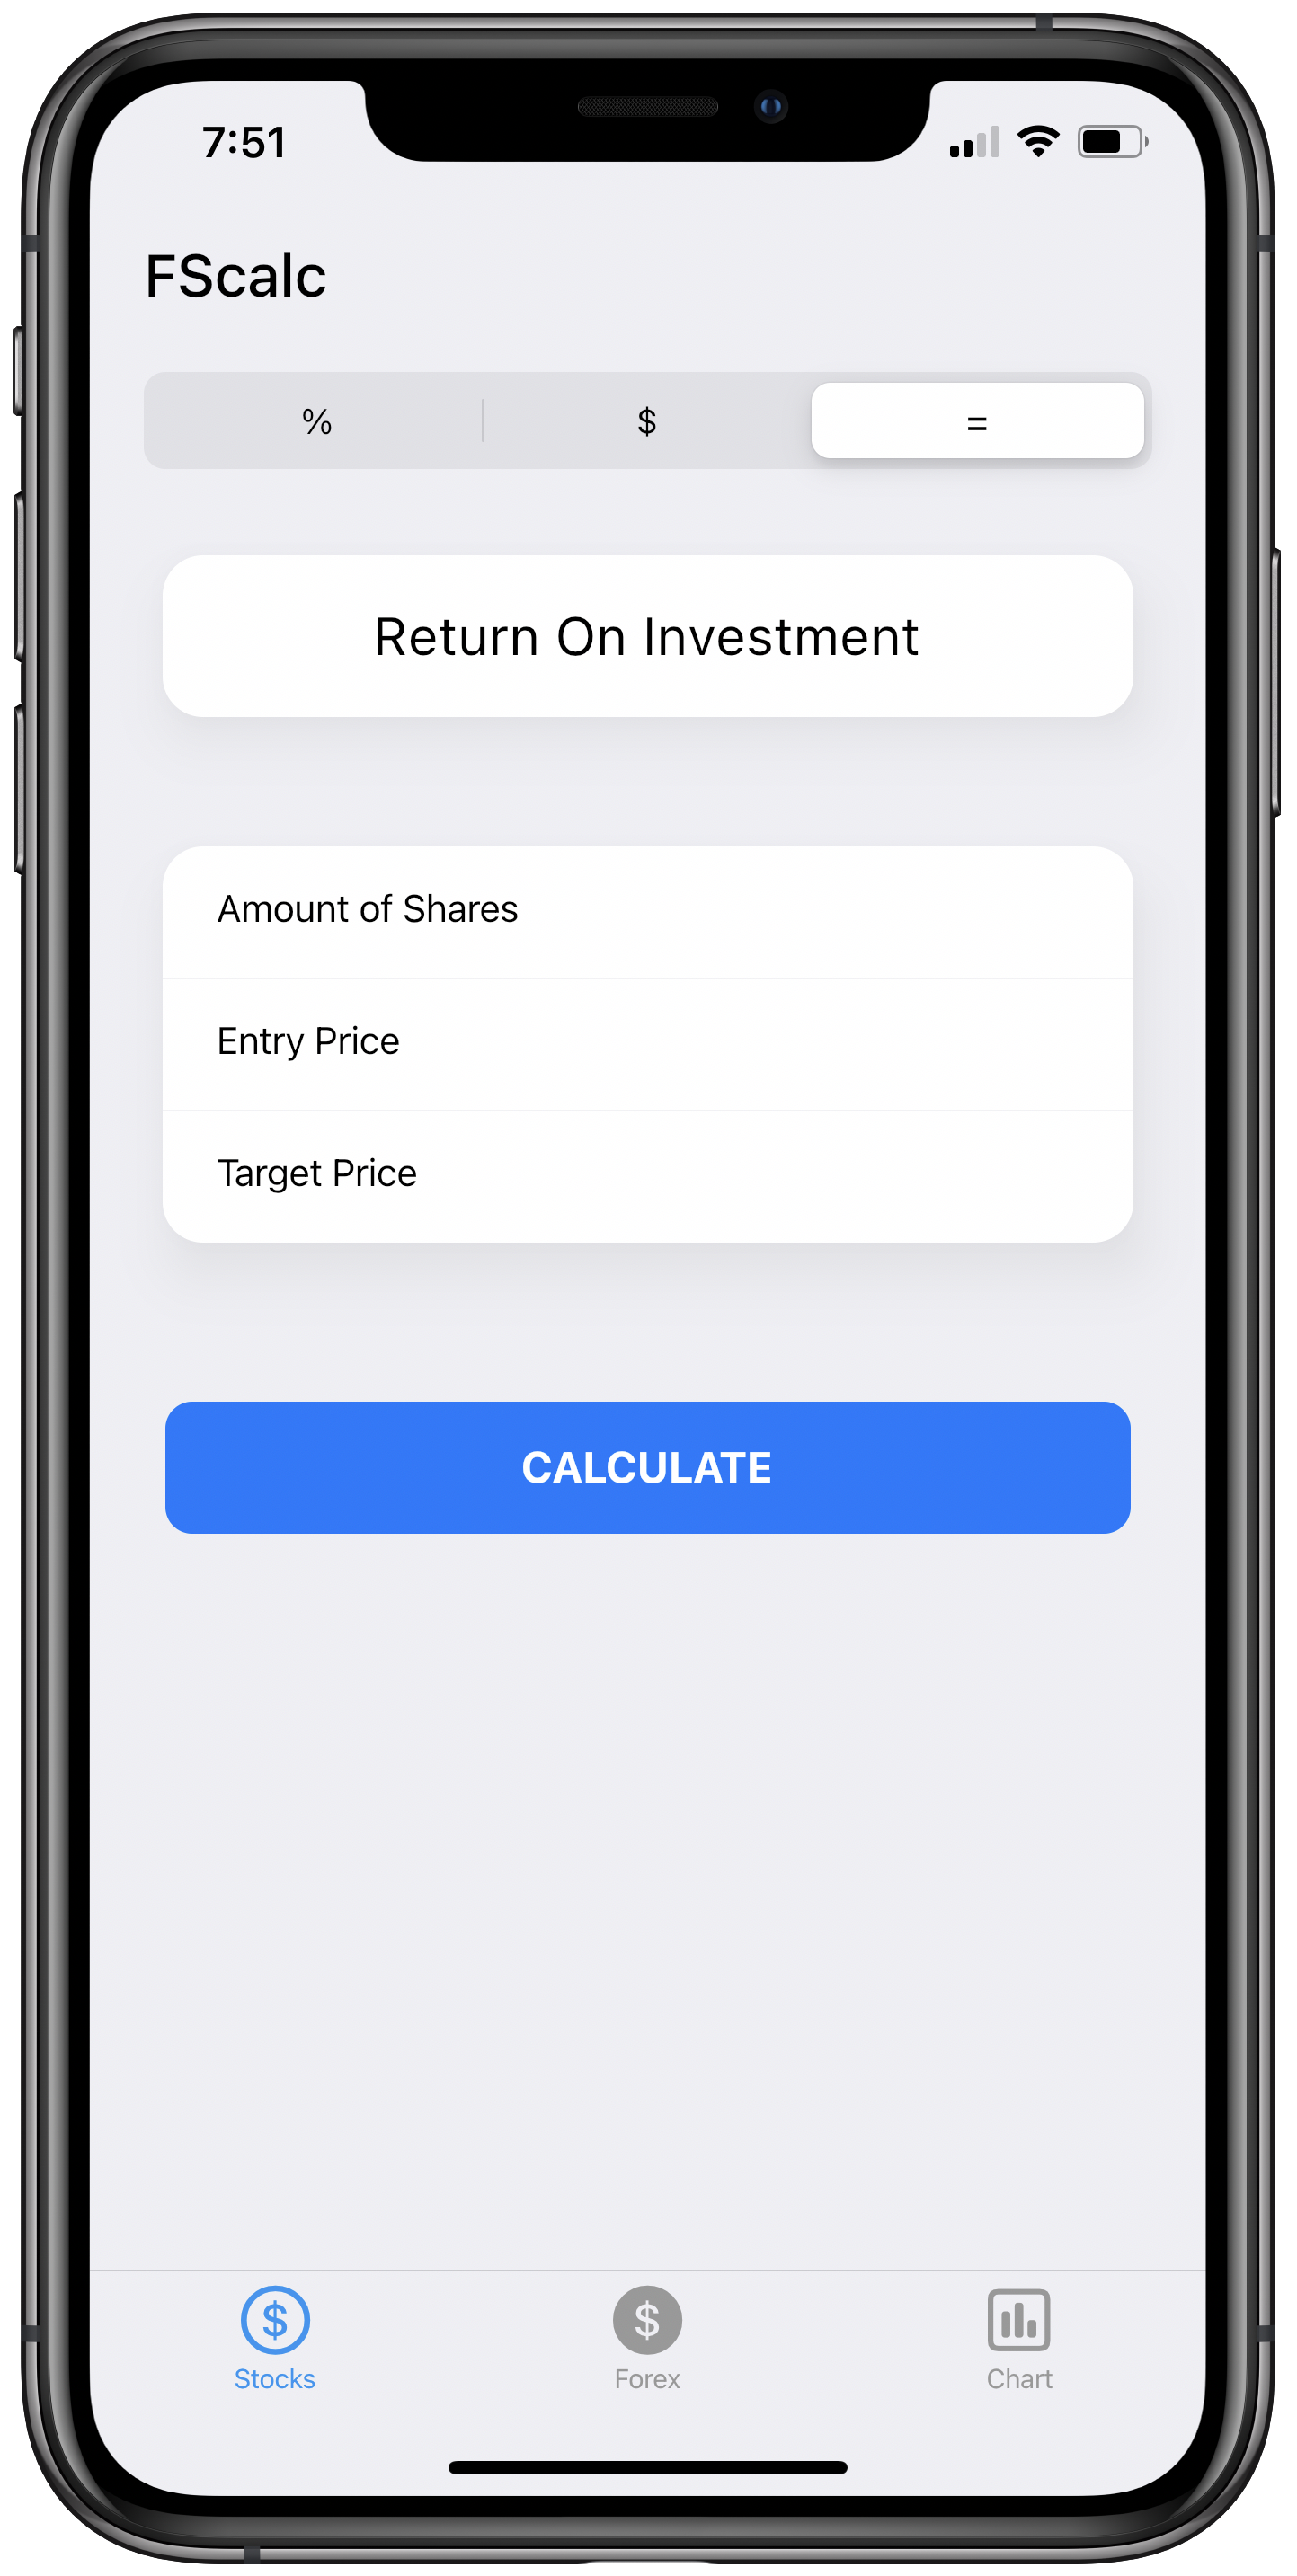 7:51
FScalc
% $ =
Return On Investment
Amount of Shares
Entry Price
Target Price
CALCULATE
$ $
Stocks Forex Chart